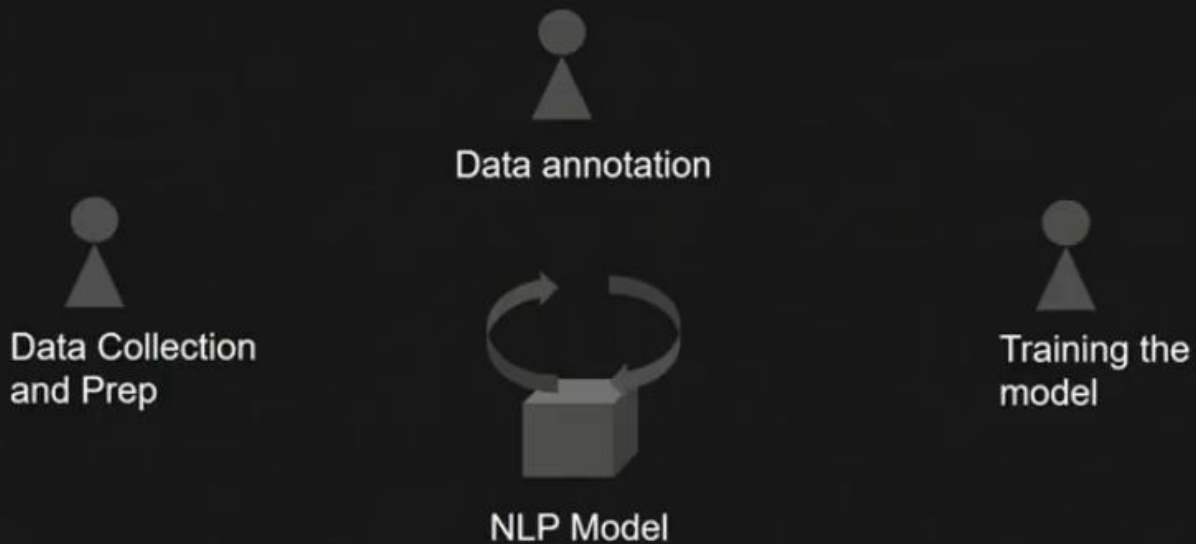 Data annotation
Data Collection
and Prep
Training the
model
NLP Model